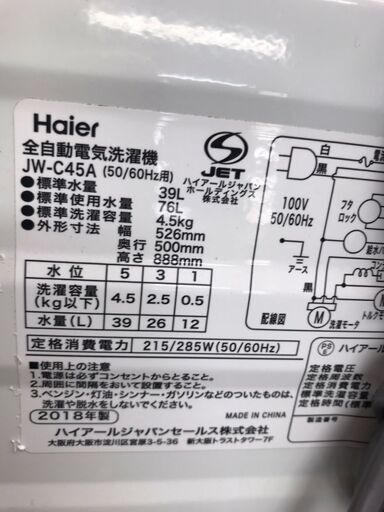 Haier
全自動電気洗濯機
JW-C45A (50/60Hz用)
JET
ハイアールジャパン
ホールディングス
株式会社
●標準水量 39L
●標準使用水量 76L
●標準洗濯容量 4.5kg
●外形寸法 幅 526mm
奥行 500mm
高さ 888mm
水位 5 3 1
洗濯容量(kg以下) 4.5 2.5 0.5
水量(L) 39 26 12
定格消費電力 215/285W(50/60Hz)
白
100V
50/60Hz
フタ
ロック
黒
アース
黒
配線図
M
洗濯モータ
■使用上の注意
1.電源は必ずコンセントからとること。
2.周囲に間隔をおいて設置すること。
3.ベンジン・灯油・シンナー・ガソリンなどのついたものは、
洗濯や脱水をしないでください。
2018年製
MADE IN CHINA
ハイアールジャパンセールス株式会社
大阪府大阪市淀川区宮原3-5-36 新大阪トラストタワー7F
PS
E
ハイアー
定格電圧
定格周波数
定格消費電力
標準洗濯容量
定格時間
製造番号